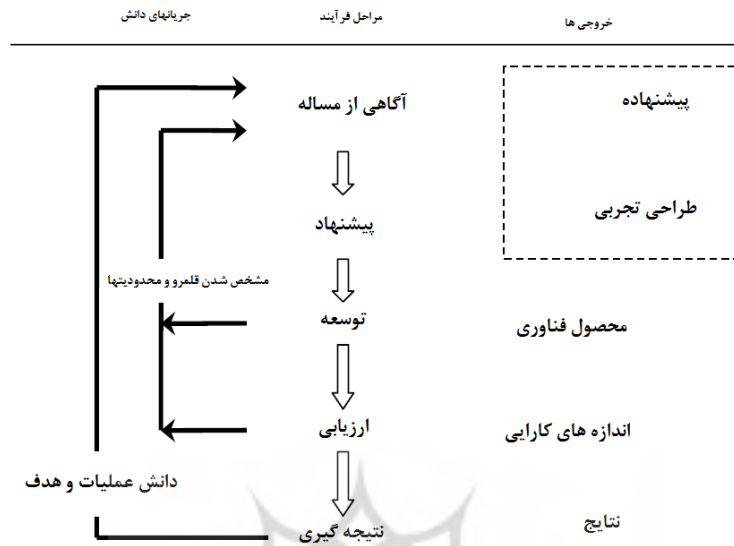 خروجی ها
مراحل فرآیند
جریانهای دانش
پیشنهاده
آگاهی از مساله
طراحی تجربی
پیشنهاد
مشخص شدن قلمرو و محدودیتها
محصول فناوری
توسعه
اندازه های کارایی
ارزیابی
دانش عملیات و هدف
نتایج
نتیجه گیری